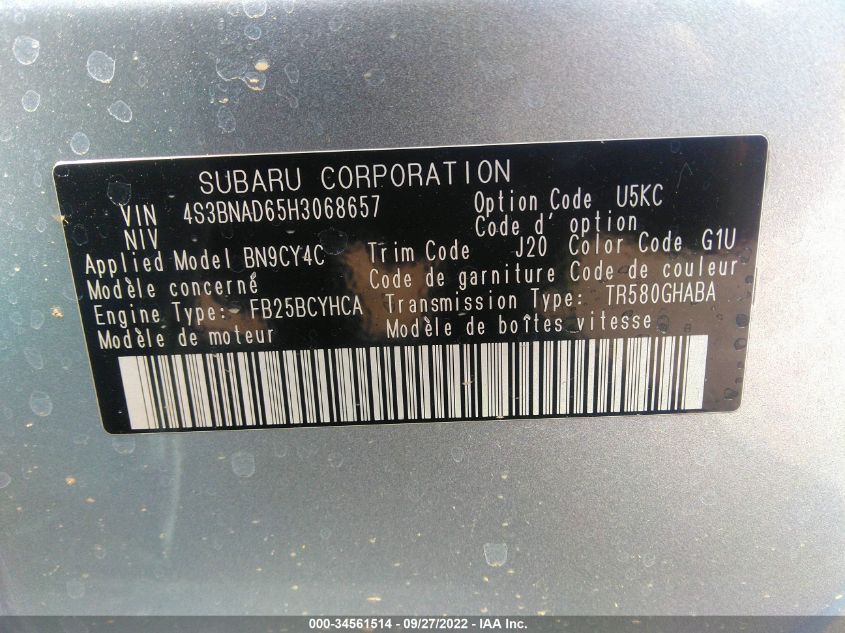 SUBARU CORPORATION
VIN 4S3BNAD65H3068657 Option Code U5KC
NIV Code d' option
Applied Model BN9CY4C Trim Code J20 Color Code G1U
Modèle concerné Code de garniture Code de couleur
Engine Type: FB25BCYHCA Transmission Type: TR580GHABA
Modèle de moteur Modèle de boîtes vitesse
000-34561514 / 09/27/2022 - IAA Inc.